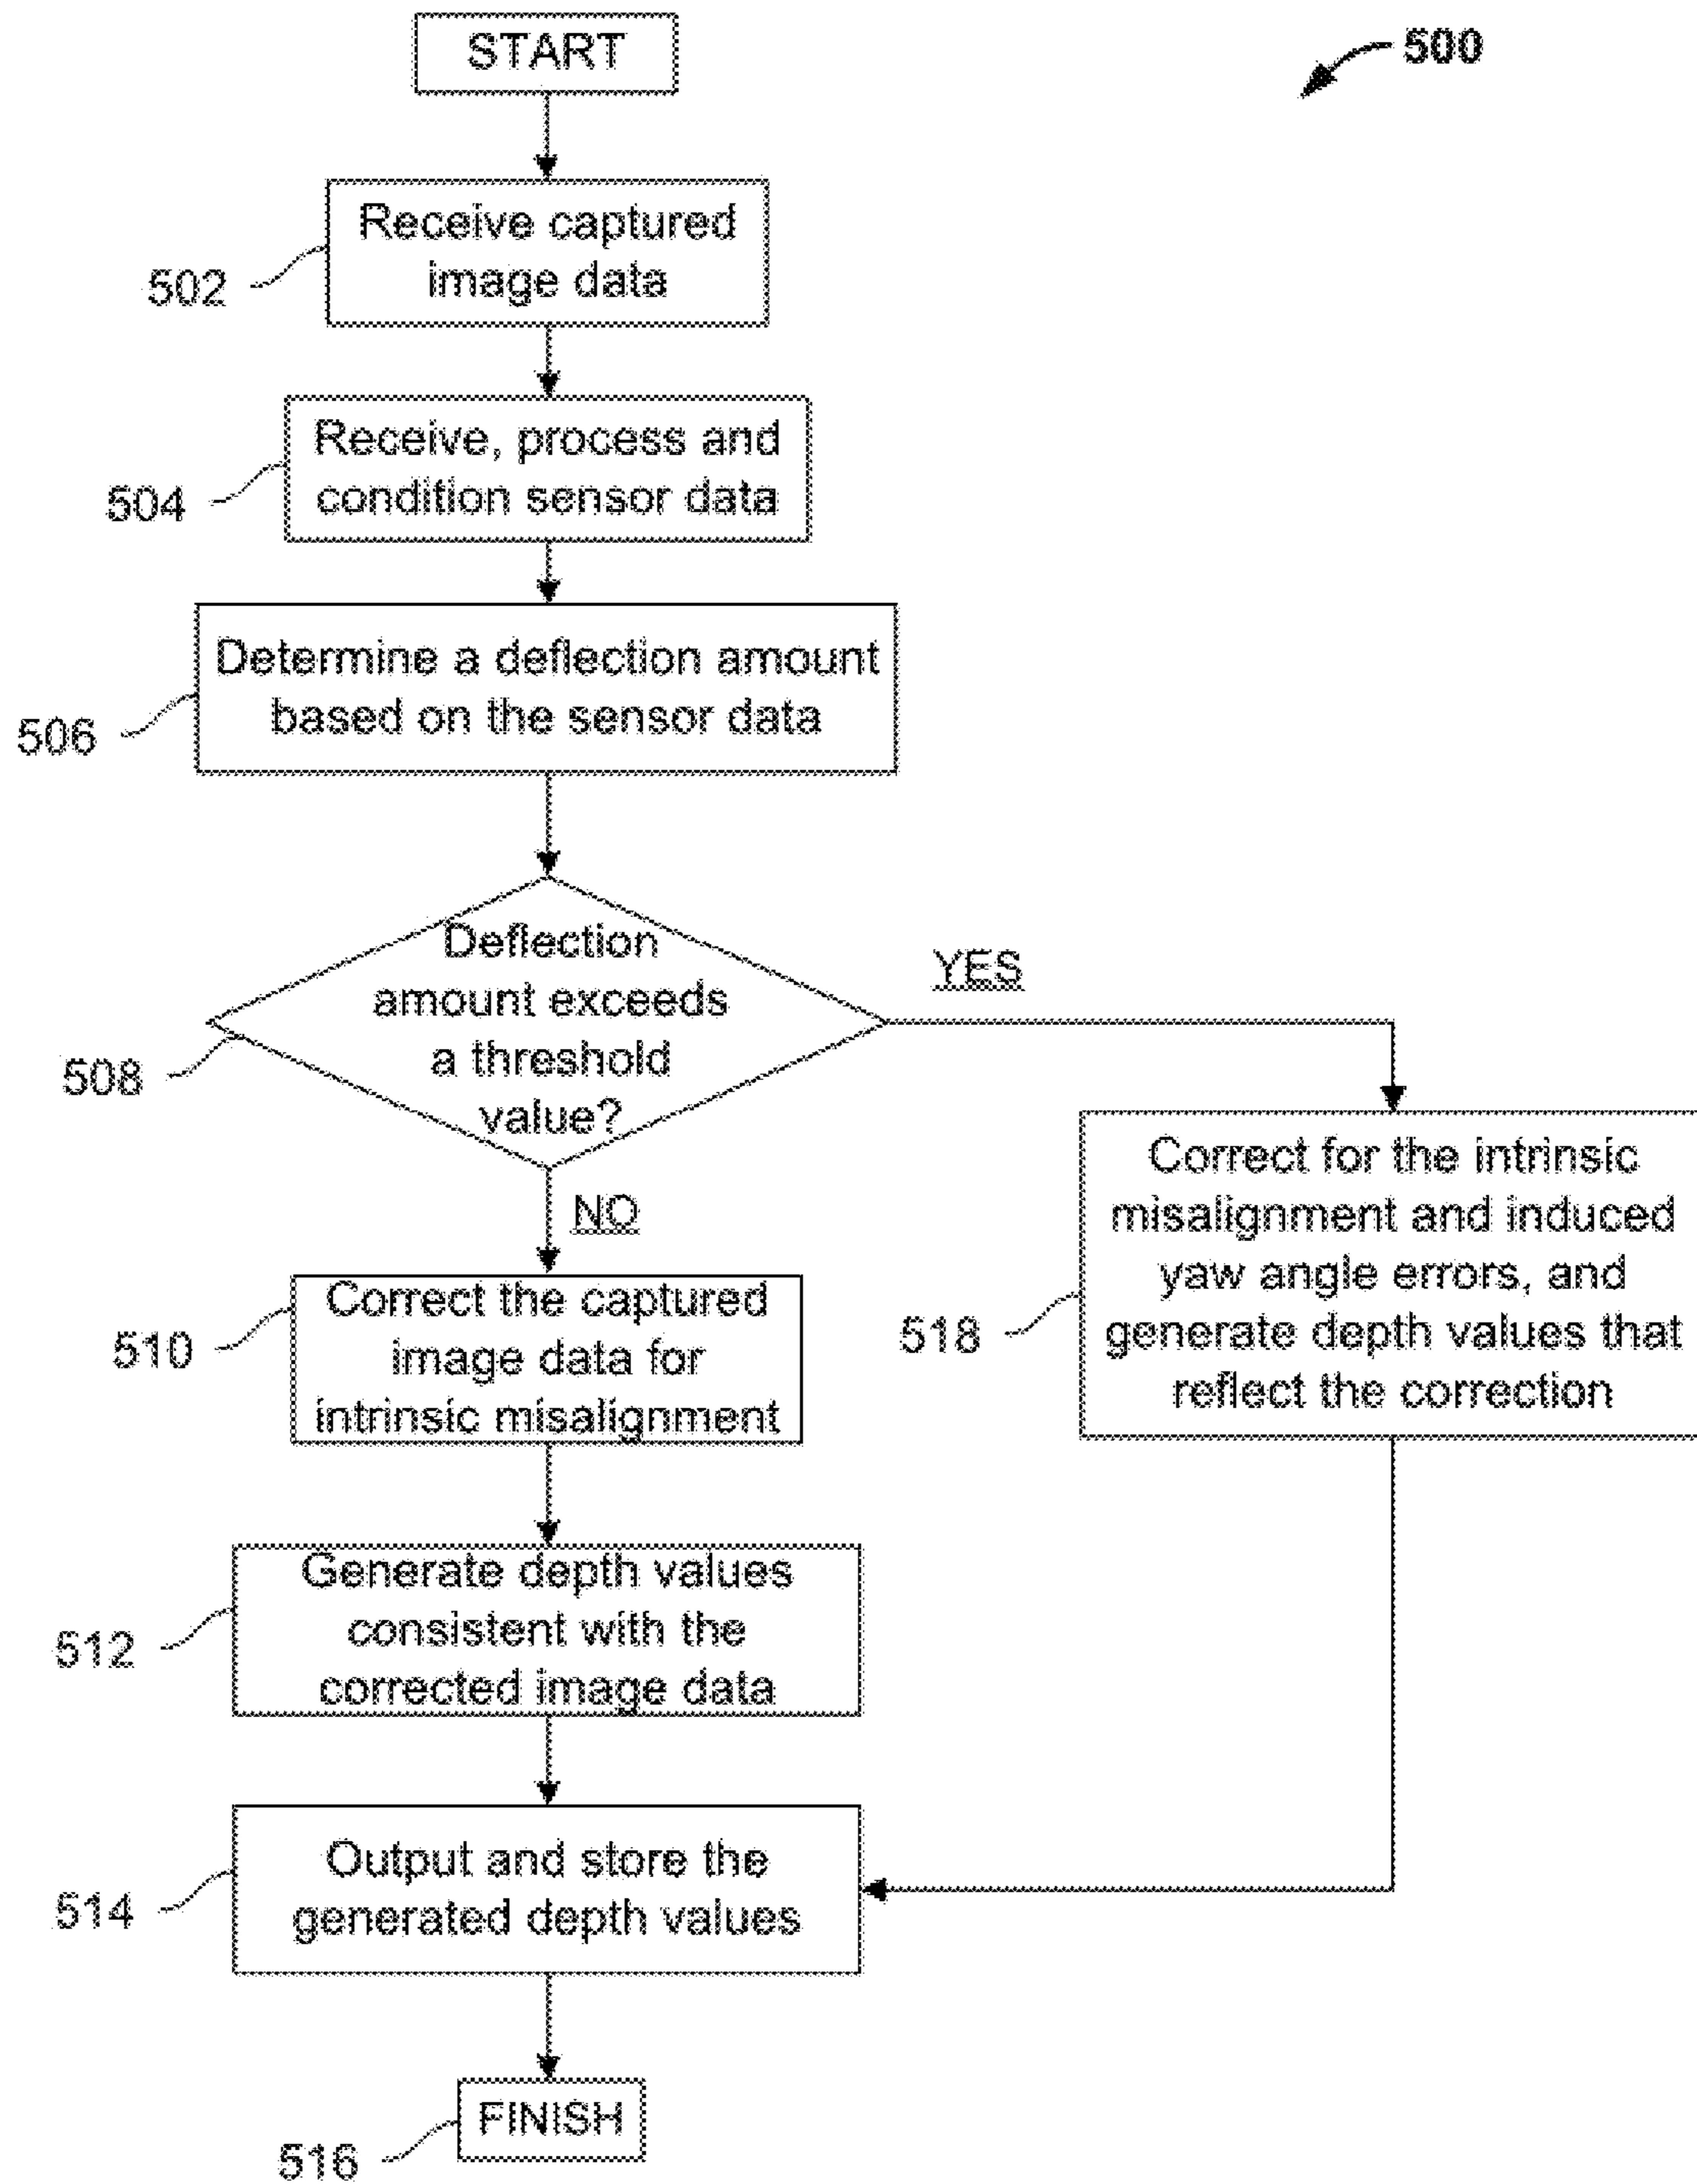 START
500
Receive captured
image data
502
Receive, process and
condition sensor data
504
Determine a deflection amount
based on the sensor data
506
Deflection
amount exceeds
a threshold
value?
508
YES
NO
Correct the captured
image data for
intrinsic misalignment
510
Correct for the intrinsic
misalignment and induced
yaw angle errors, and
generate depth values that
reflect the correction
518
Generate depth values
consistent with the
corrected image data
512
Output and store the
generated depth values
514
FINISH
516